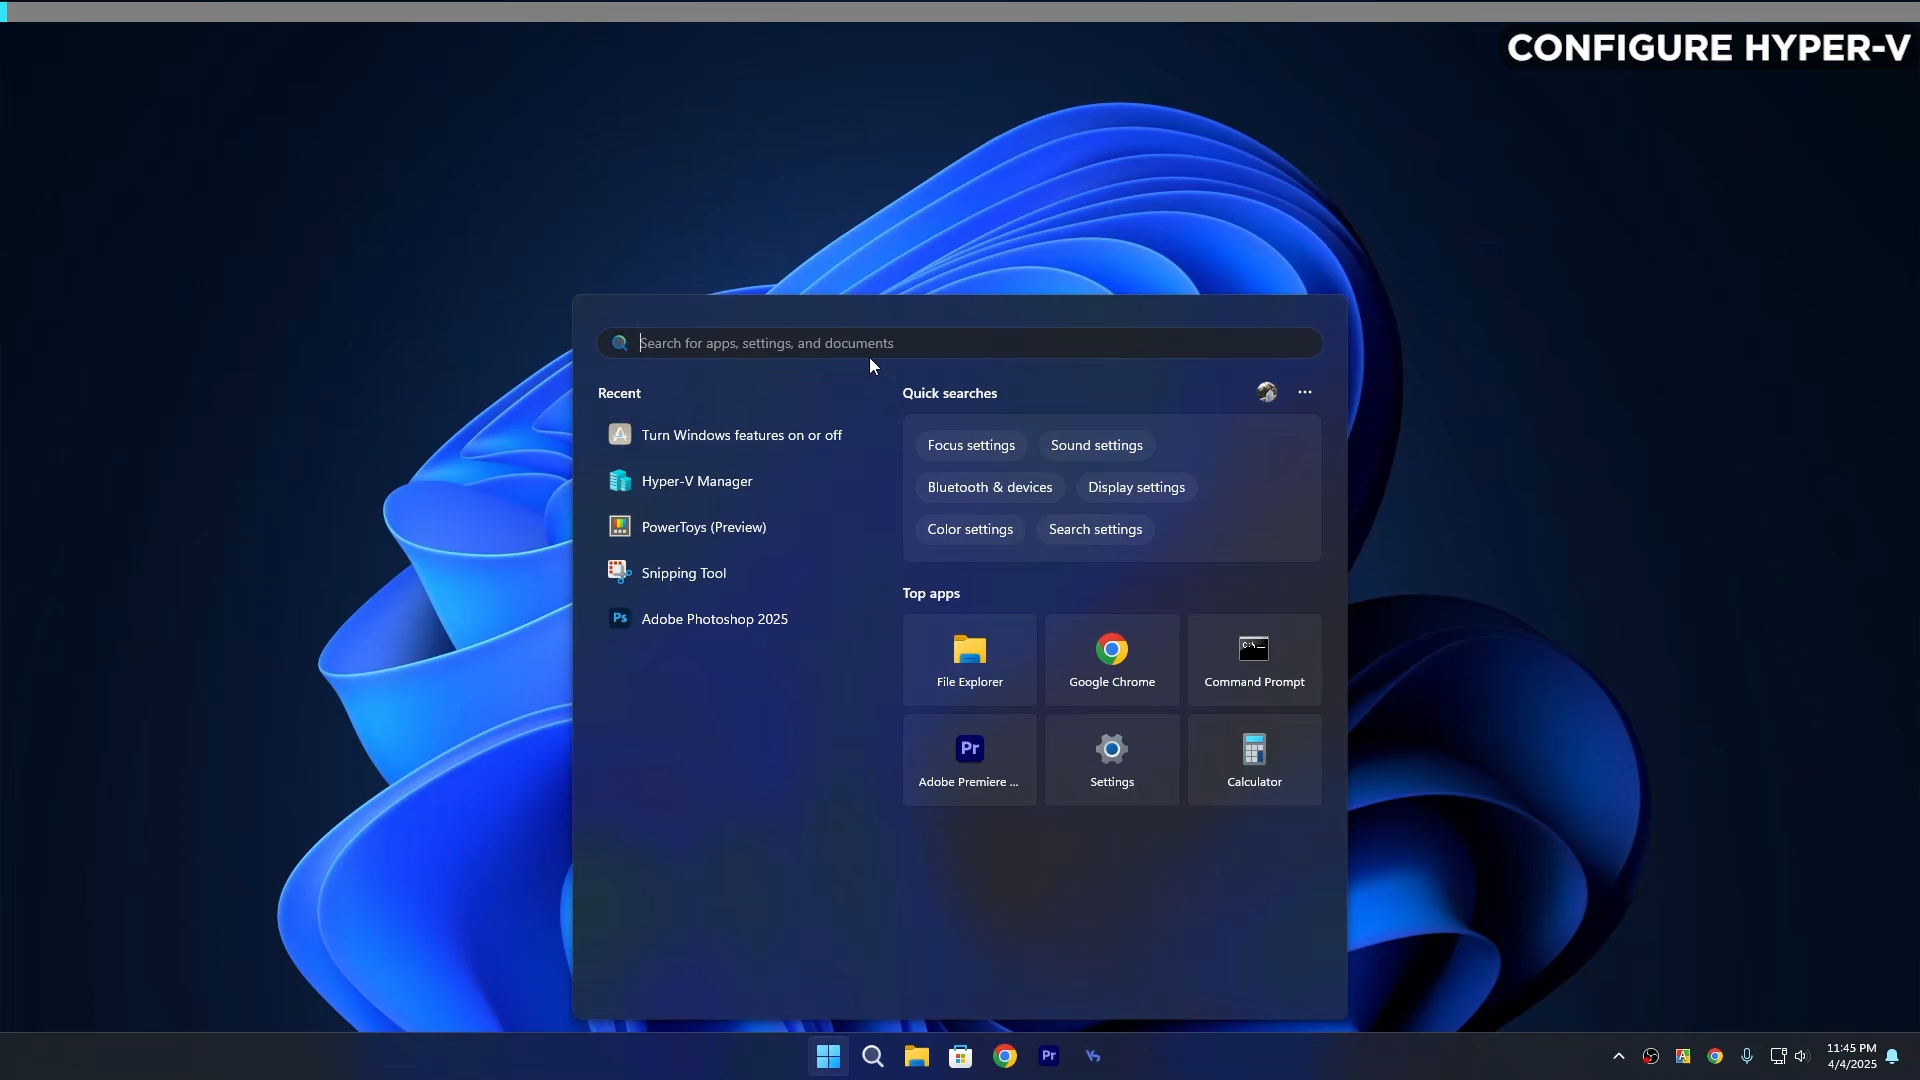 CONFIGURE HYPER-V
Search for apps, settings, and documents
Recent
Turn Windows features on or off
Hyper-V Manager
PowerToys (Preview)
Snipping Tool
Ps Adobe Photoshop 2025
Quick searches
Focus settings
Sound settings
Bluetooth & devices
Display settings
Color settings
Search settings
Top apps
File Explorer
Google Chrome
C:\_
Command Prompt
Pr
Adobe Premiere ...
Settings
Calculator
Pr
A
11:45 PM
4/4/2025